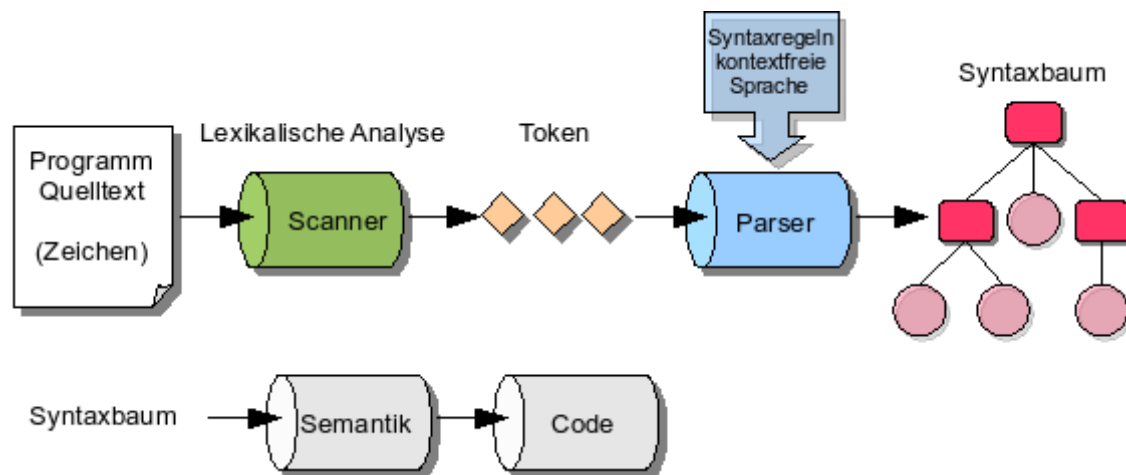 Syntaxregeln
kontextfreie
Sprache
Syntaxbaum
Lexikalische Analyse
Token
Programm
Quelltext
(Zeichen)
Scanner
Parser
Syntaxbaum
Semantik
Code